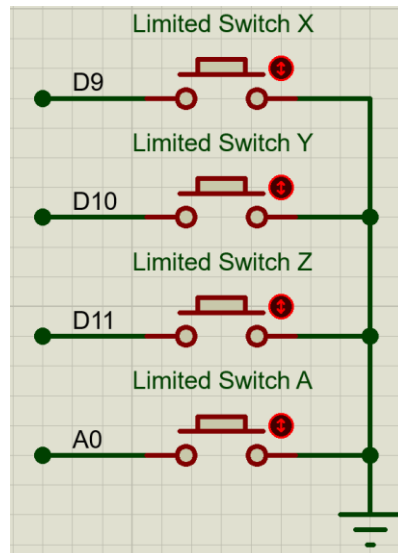 Limited Switch X
D9
Limited Switch Y
D10
Limited Switch Z
D11
Limited Switch A
A0